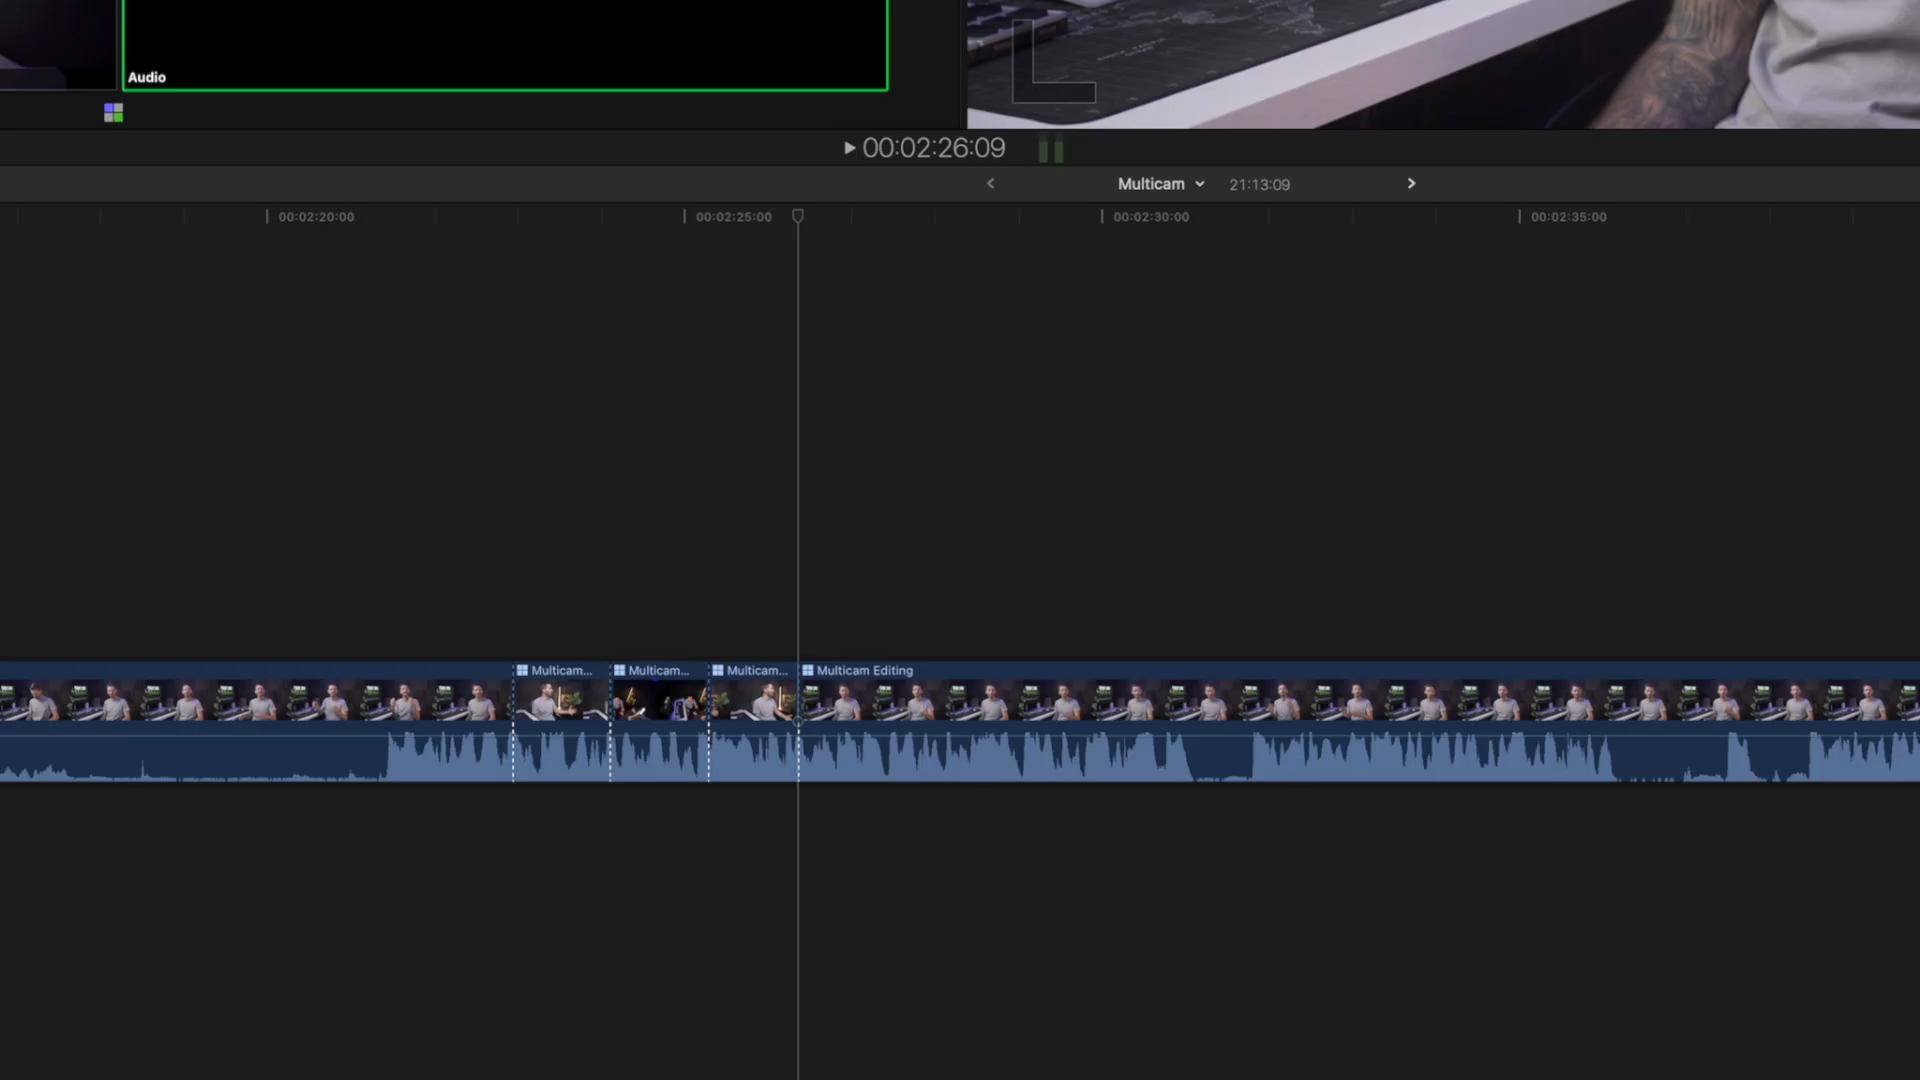 Audio
00:02:26:09
Multicam
21:13:09
00:02:20:00
00:02:25:00
00:02:30:00
00:02:35:00
Multicam...
Multicam...
Multicam...
Multicam Editing